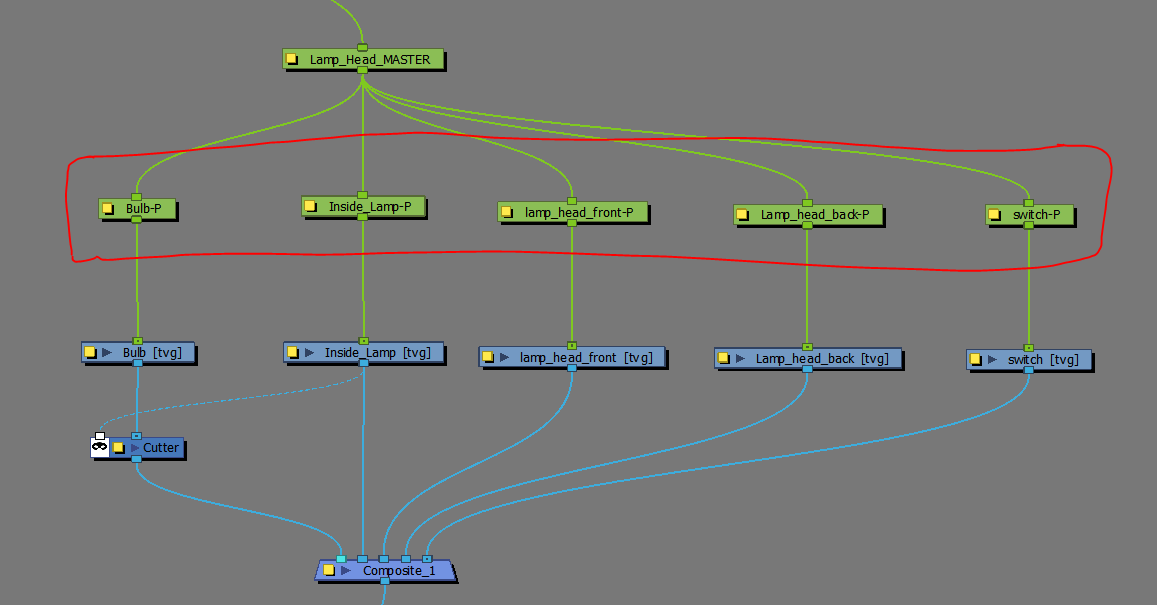 Lamp_Head_MASTER
Bulb-P
Inside_Lamp-P
lamp_head_front-P
Lamp_head_back-P
switch-P
Bulb [tvg]
Inside_Lamp [tvg]
lamp_head_front [tvg]
Lamp_head_back [tvg]
switch [tvg]
Cutter
Composite_1